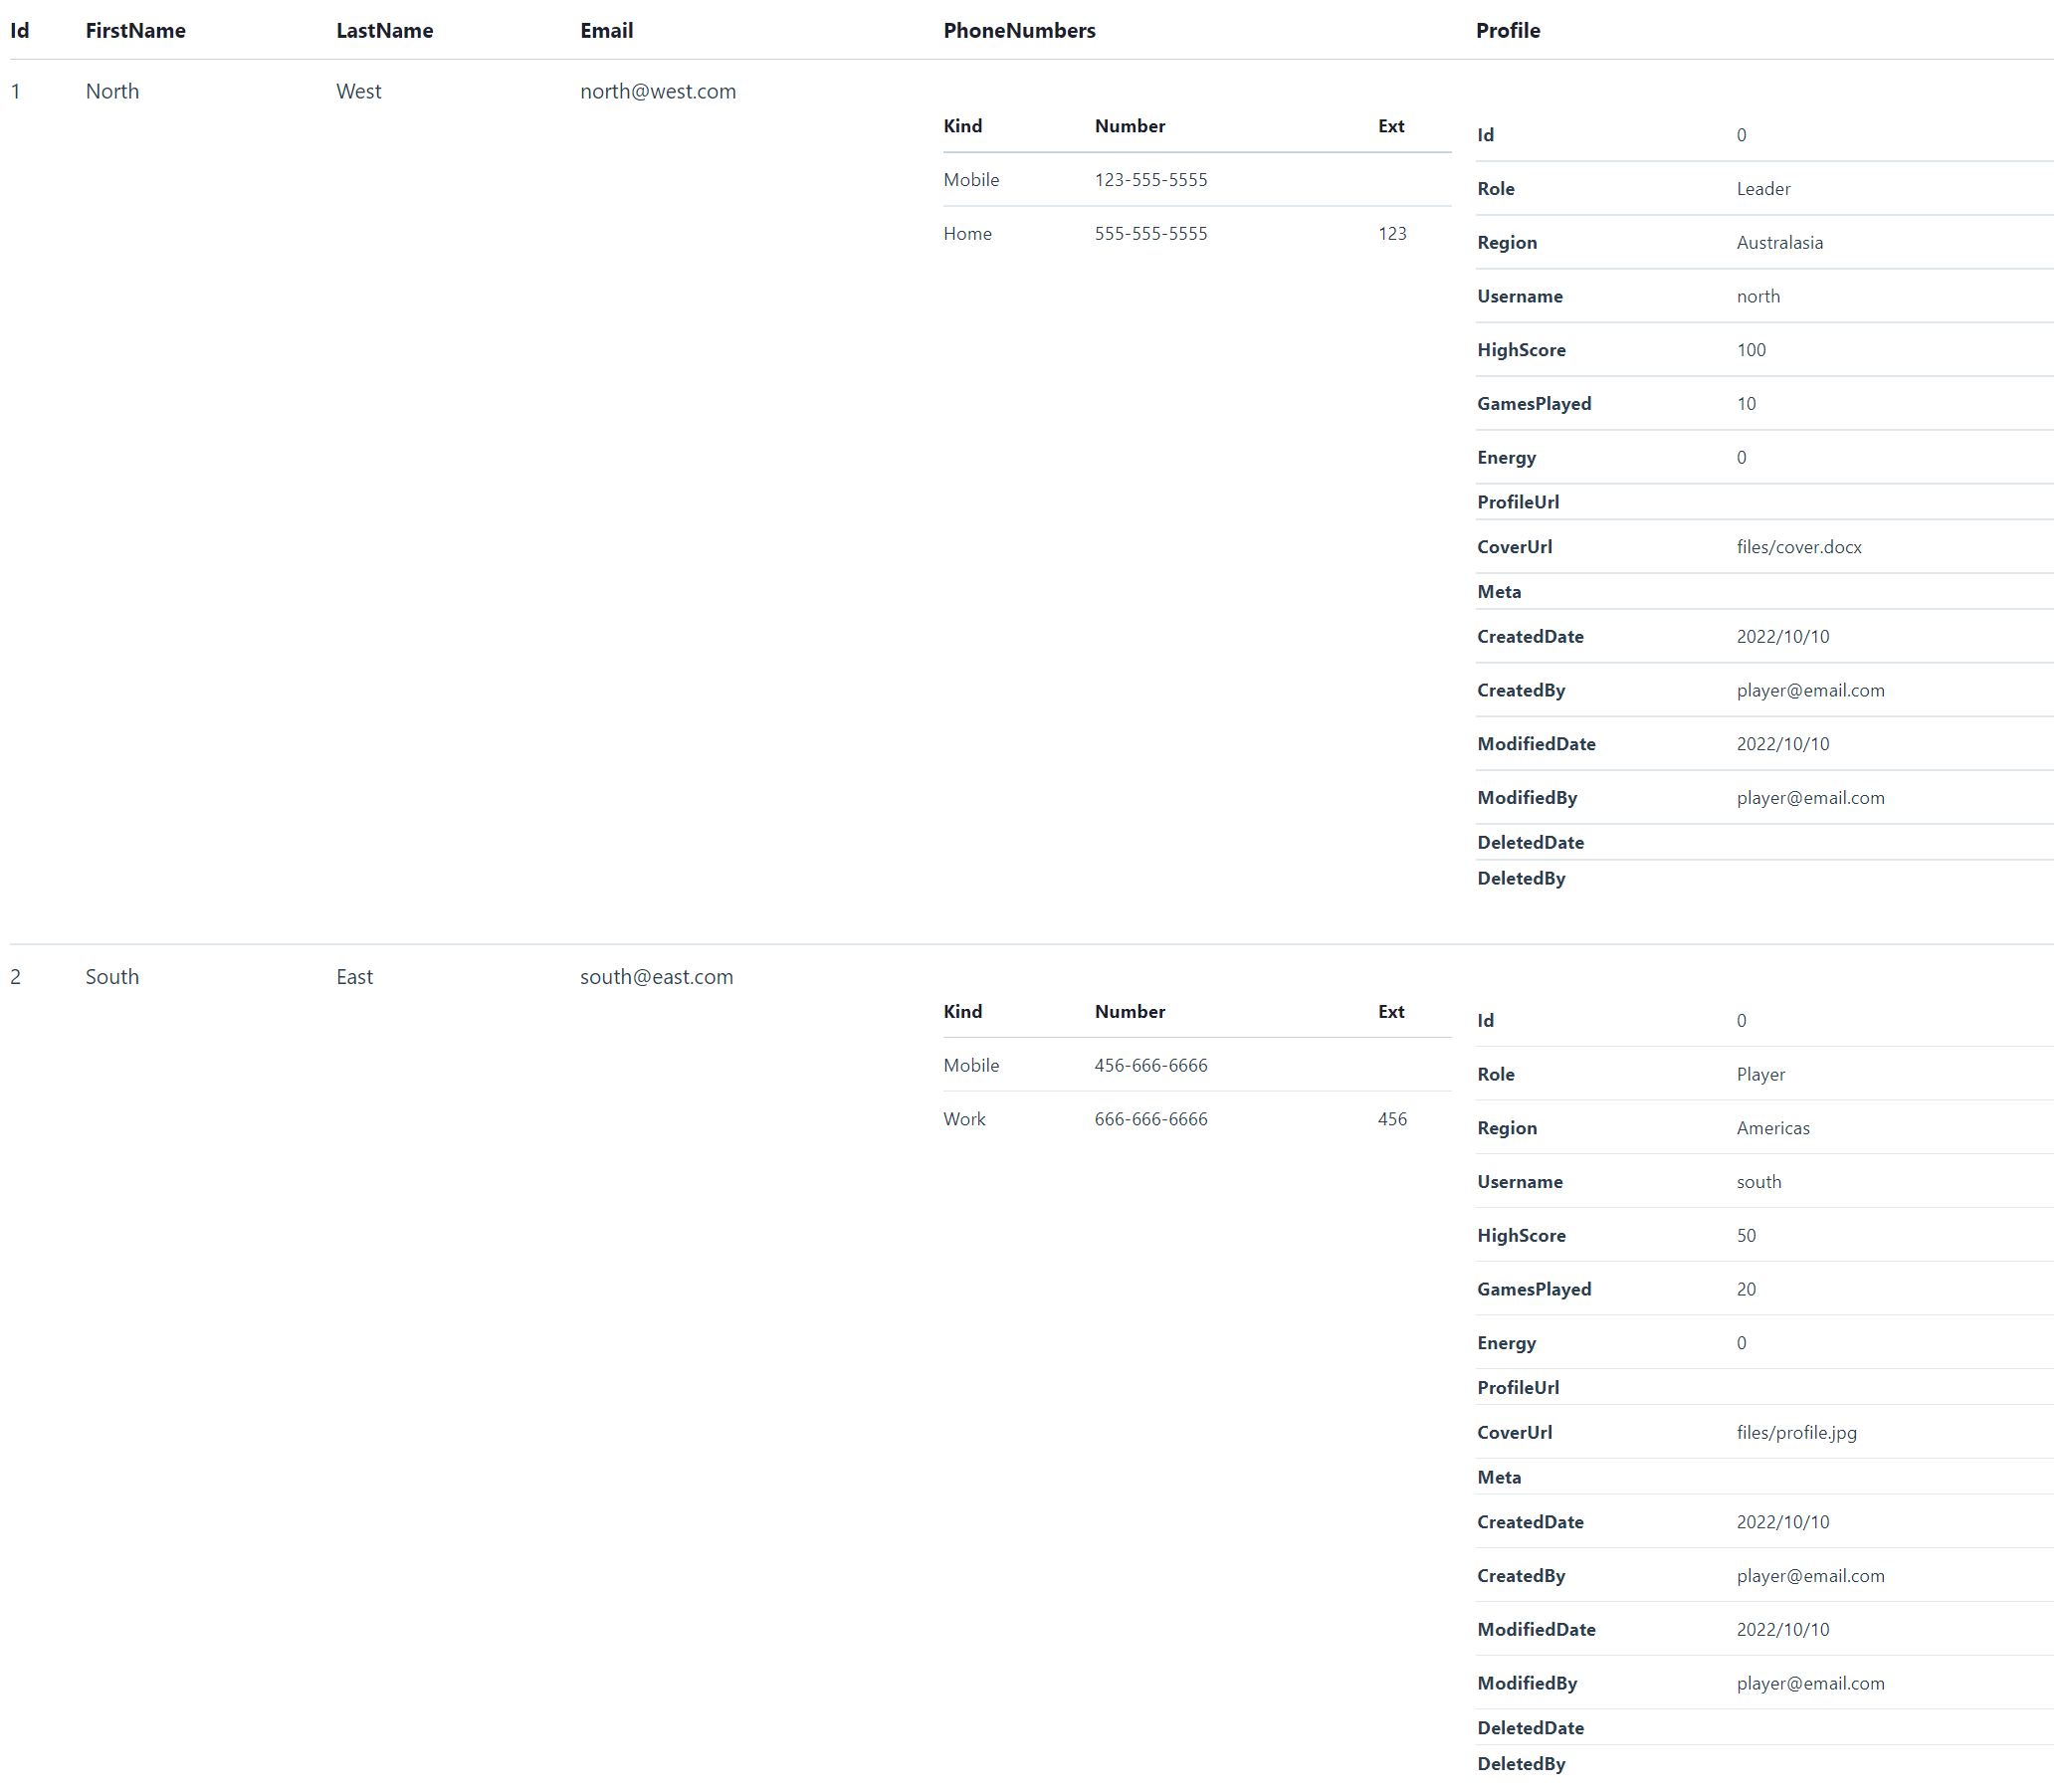 Id FirstName LastName Email PhoneNumbers Profile
1 North West north@west.com
Kind Number Ext
Mobile 123-555-5555
Home 555-555-5555 123
Id 0
Role Leader
Region Australasia
Username north
HighScore 100
GamesPlayed 10
Energy 0
ProfileUrl
CoverUrl files/cover.docx
Meta
CreatedDate 2022/10/10
CreatedBy player@email.com
ModifiedDate 2022/10/10
ModifiedBy player@email.com
DeletedDate
DeletedBy
2 South East south@east.com
Kind Number Ext
Mobile 456-666-6666
Work 666-666-6666 456
Id 0
Role Player
Region Americas
Username south
HighScore 50
GamesPlayed 20
Energy 0
ProfileUrl
CoverUrl files/profile.jpg
Meta
CreatedDate 2022/10/10
CreatedBy player@email.com
ModifiedDate 2022/10/10
ModifiedBy player@email.com
DeletedDate
DeletedBy